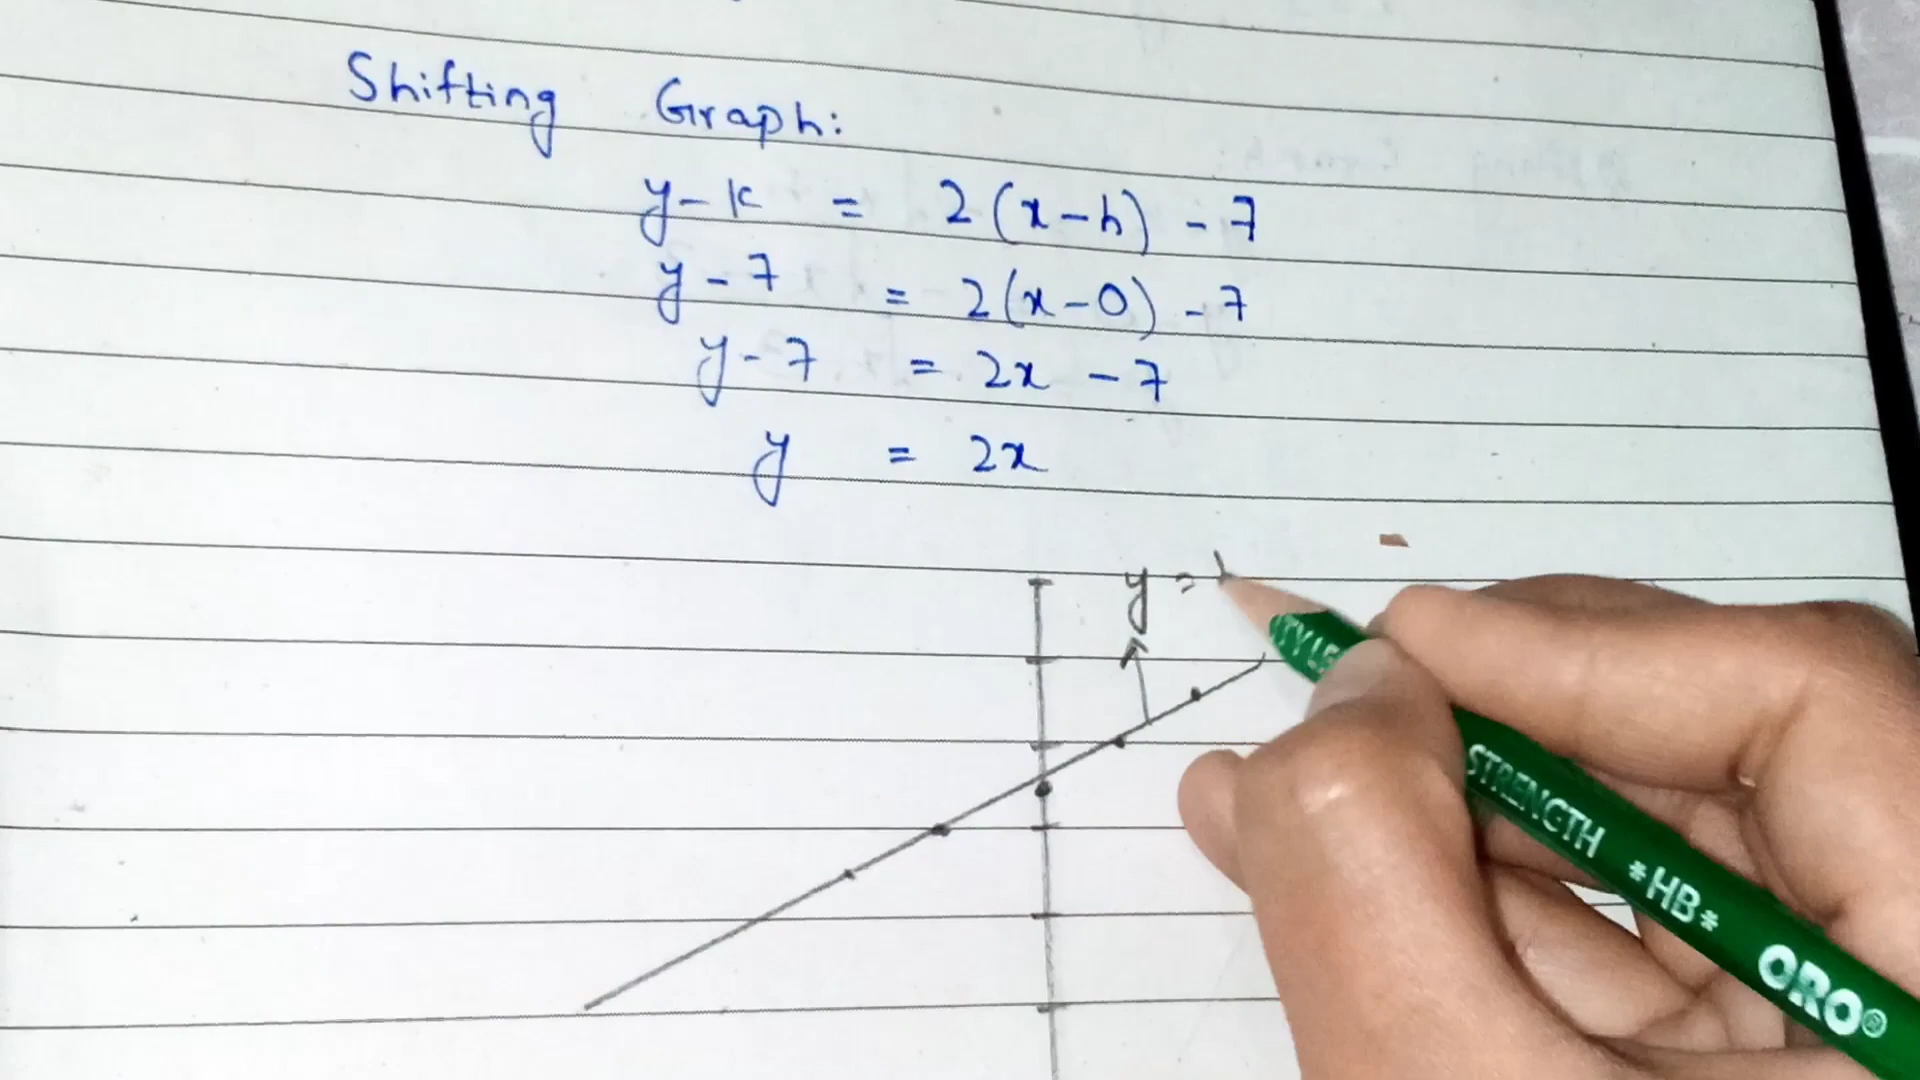 Shifting Graph:
y - k = 2(x - h) - 7
y - 7 = 2(x - 0) - 7
y - 7 = 2x - 7
y = 2x
y =
STRENGTH *HB* ORO®